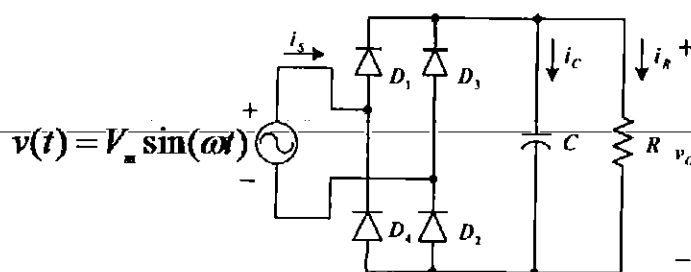 i_s
D_1
D_3
i_C
i_R
+
+
v(t) = V_m sin(ωt)
C
R
v_o
−
D_4
D_2
−